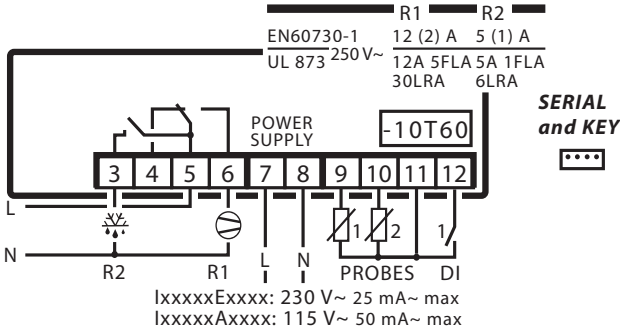 R1 R2
EN60730-1 250 V~ 12 (2) A 5 (1) A
UL 873 12A 5FLA 5A 1FLA
30LRA 6LRA
SERIAL
and KEY
POWER
SUPPLY
-10T60
3 4 5 6 7 8 9 10 11 12
L
N
R2 R1 L N
1 2 1
PROBES DI
IxxxxxExxxx: 230 V~ 25 mA~ max
IxxxxxAxxxx: 115 V~ 50 mA~ max